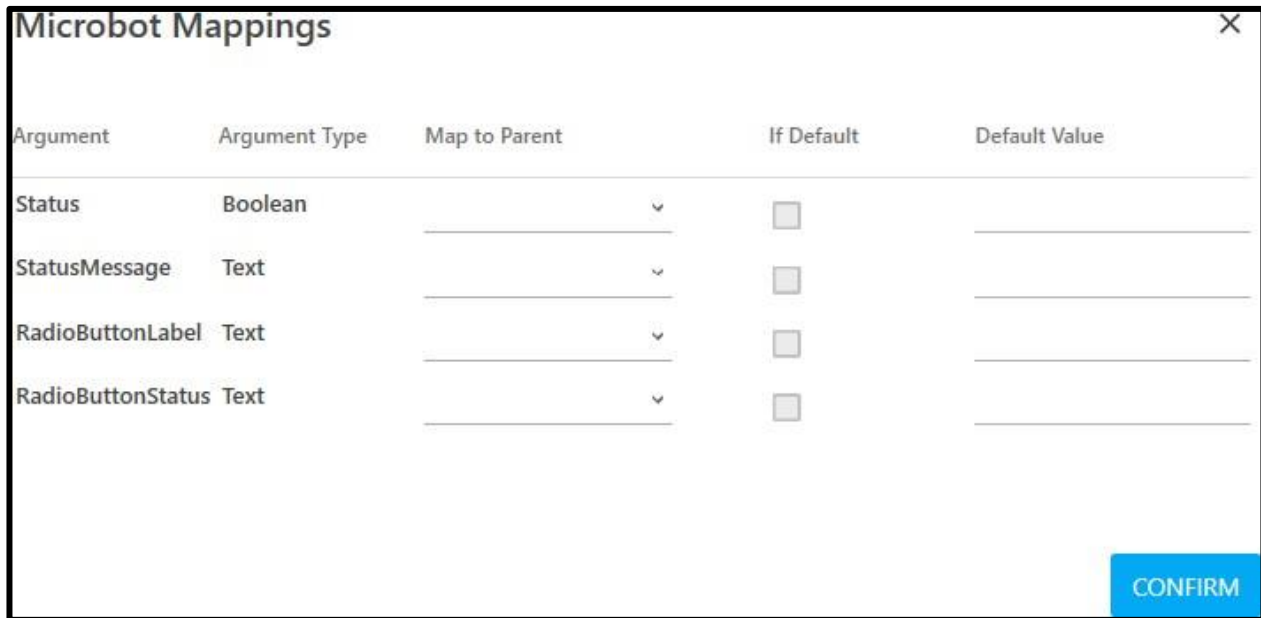 Microbot Mappings
Argument Argument Type Map to Parent If Default Default Value
Status Boolean
StatusMessage Text
RadioButtonLabel Text
RadioButtonStatus Text
CONFIRM